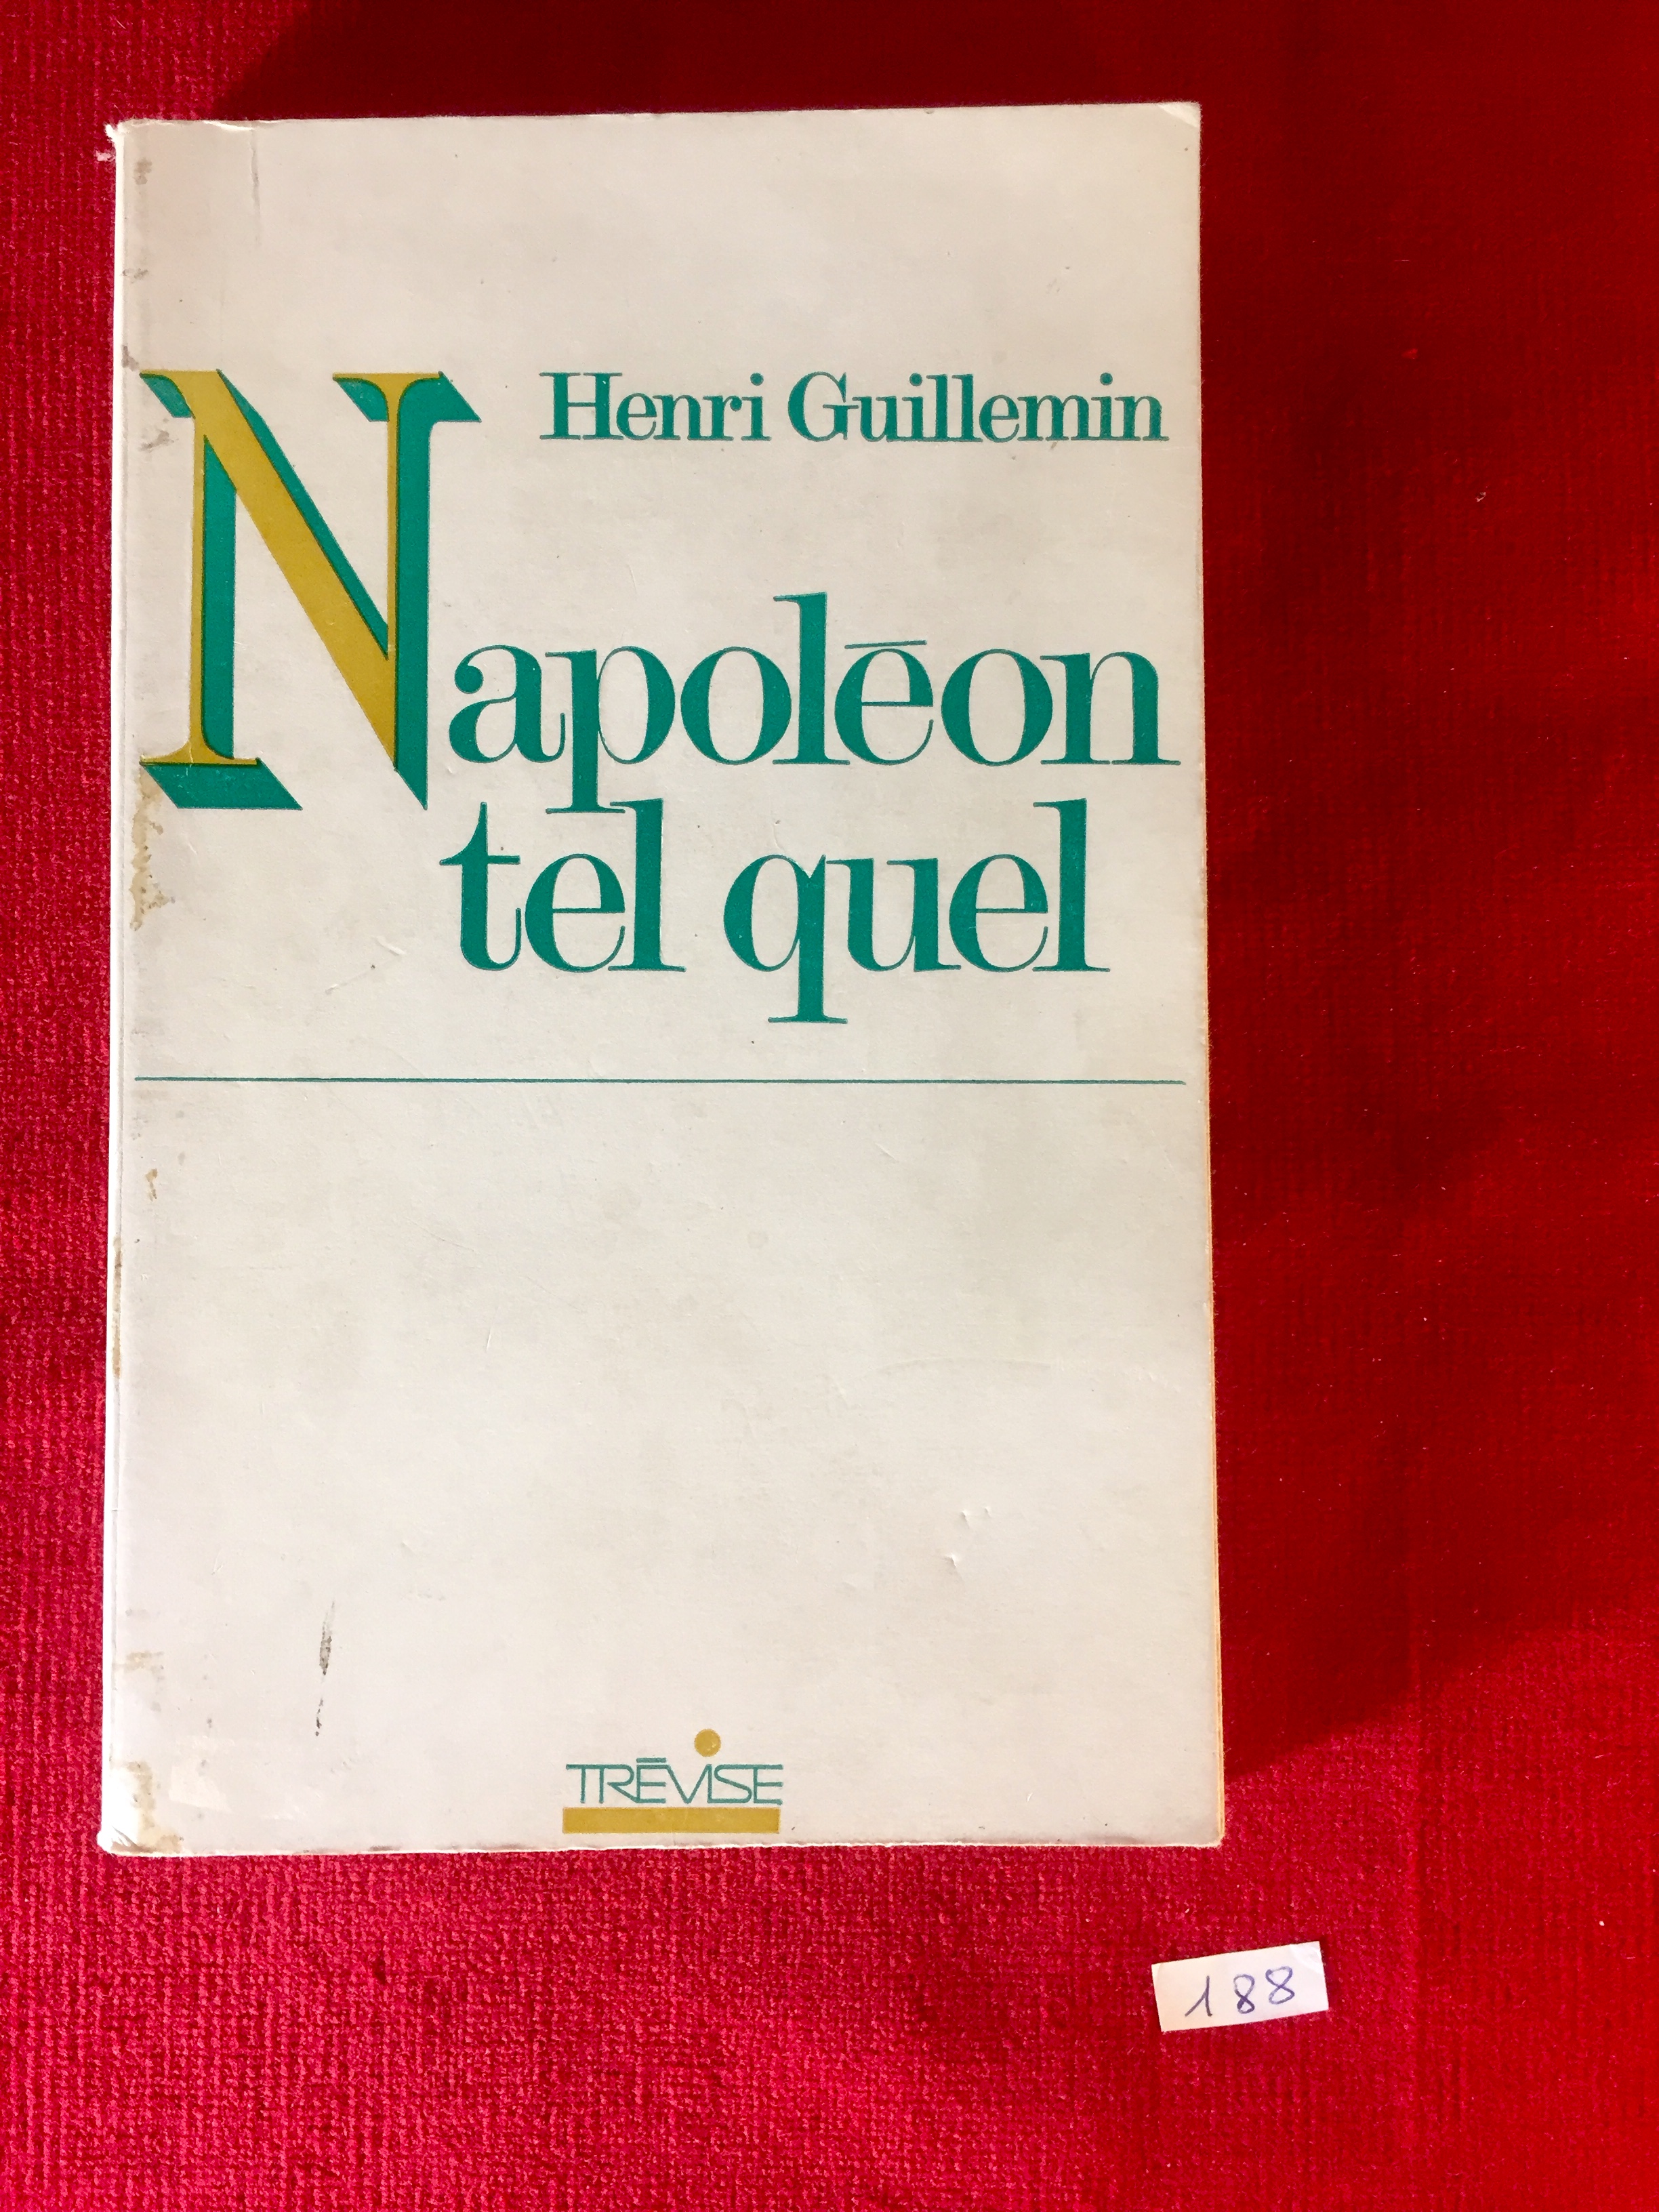 Henri Guillemin
Napoléon
tel quel
TRÉVISE
188